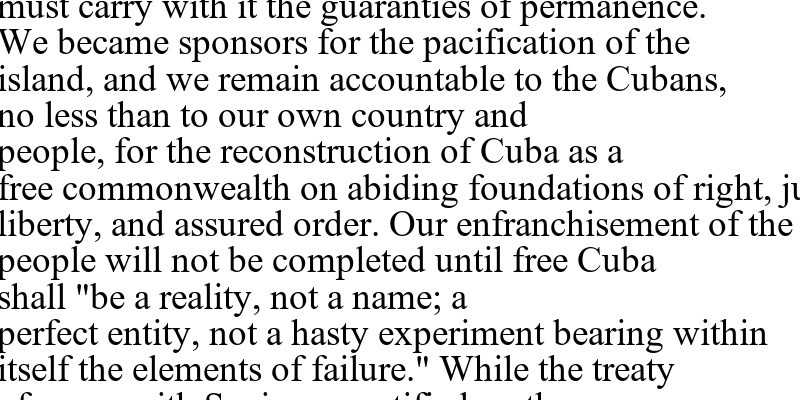 must carry with it the guaranties of permanence.
We became sponsors for the pacification of the
island, and we remain accountable to the Cubans,
no less than to our own country and
people, for the reconstruction of Cuba as a
free commonwealth on abiding foundations of right,
liberty, and assured order. Our enfranchisement of the
people will not be completed until free Cuba
shall "be a reality, not a name; a
perfect entity, not a hasty experiment bearing within
itself the elements of failure." While the treaty